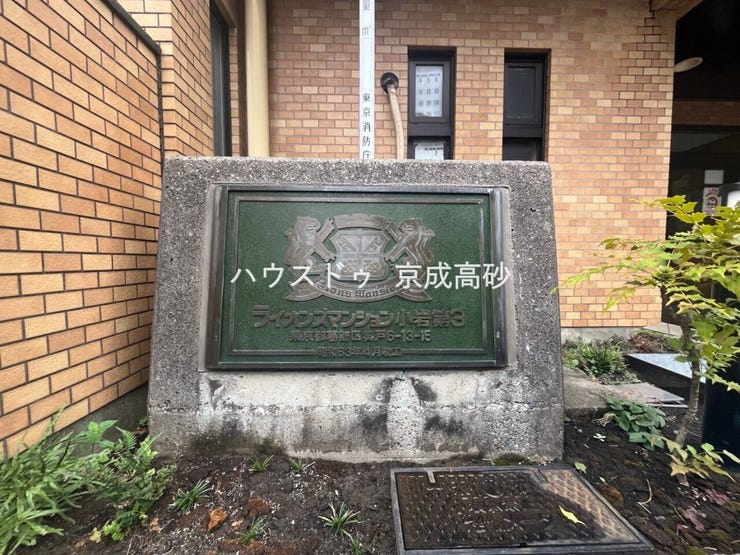 東京消防庁
ハウスドゥ 京成高砂
Lions Mansion
ライオンズマンション小岩第3
東京都葛飾区奥戸6-13-15
昭和63年4月竣工